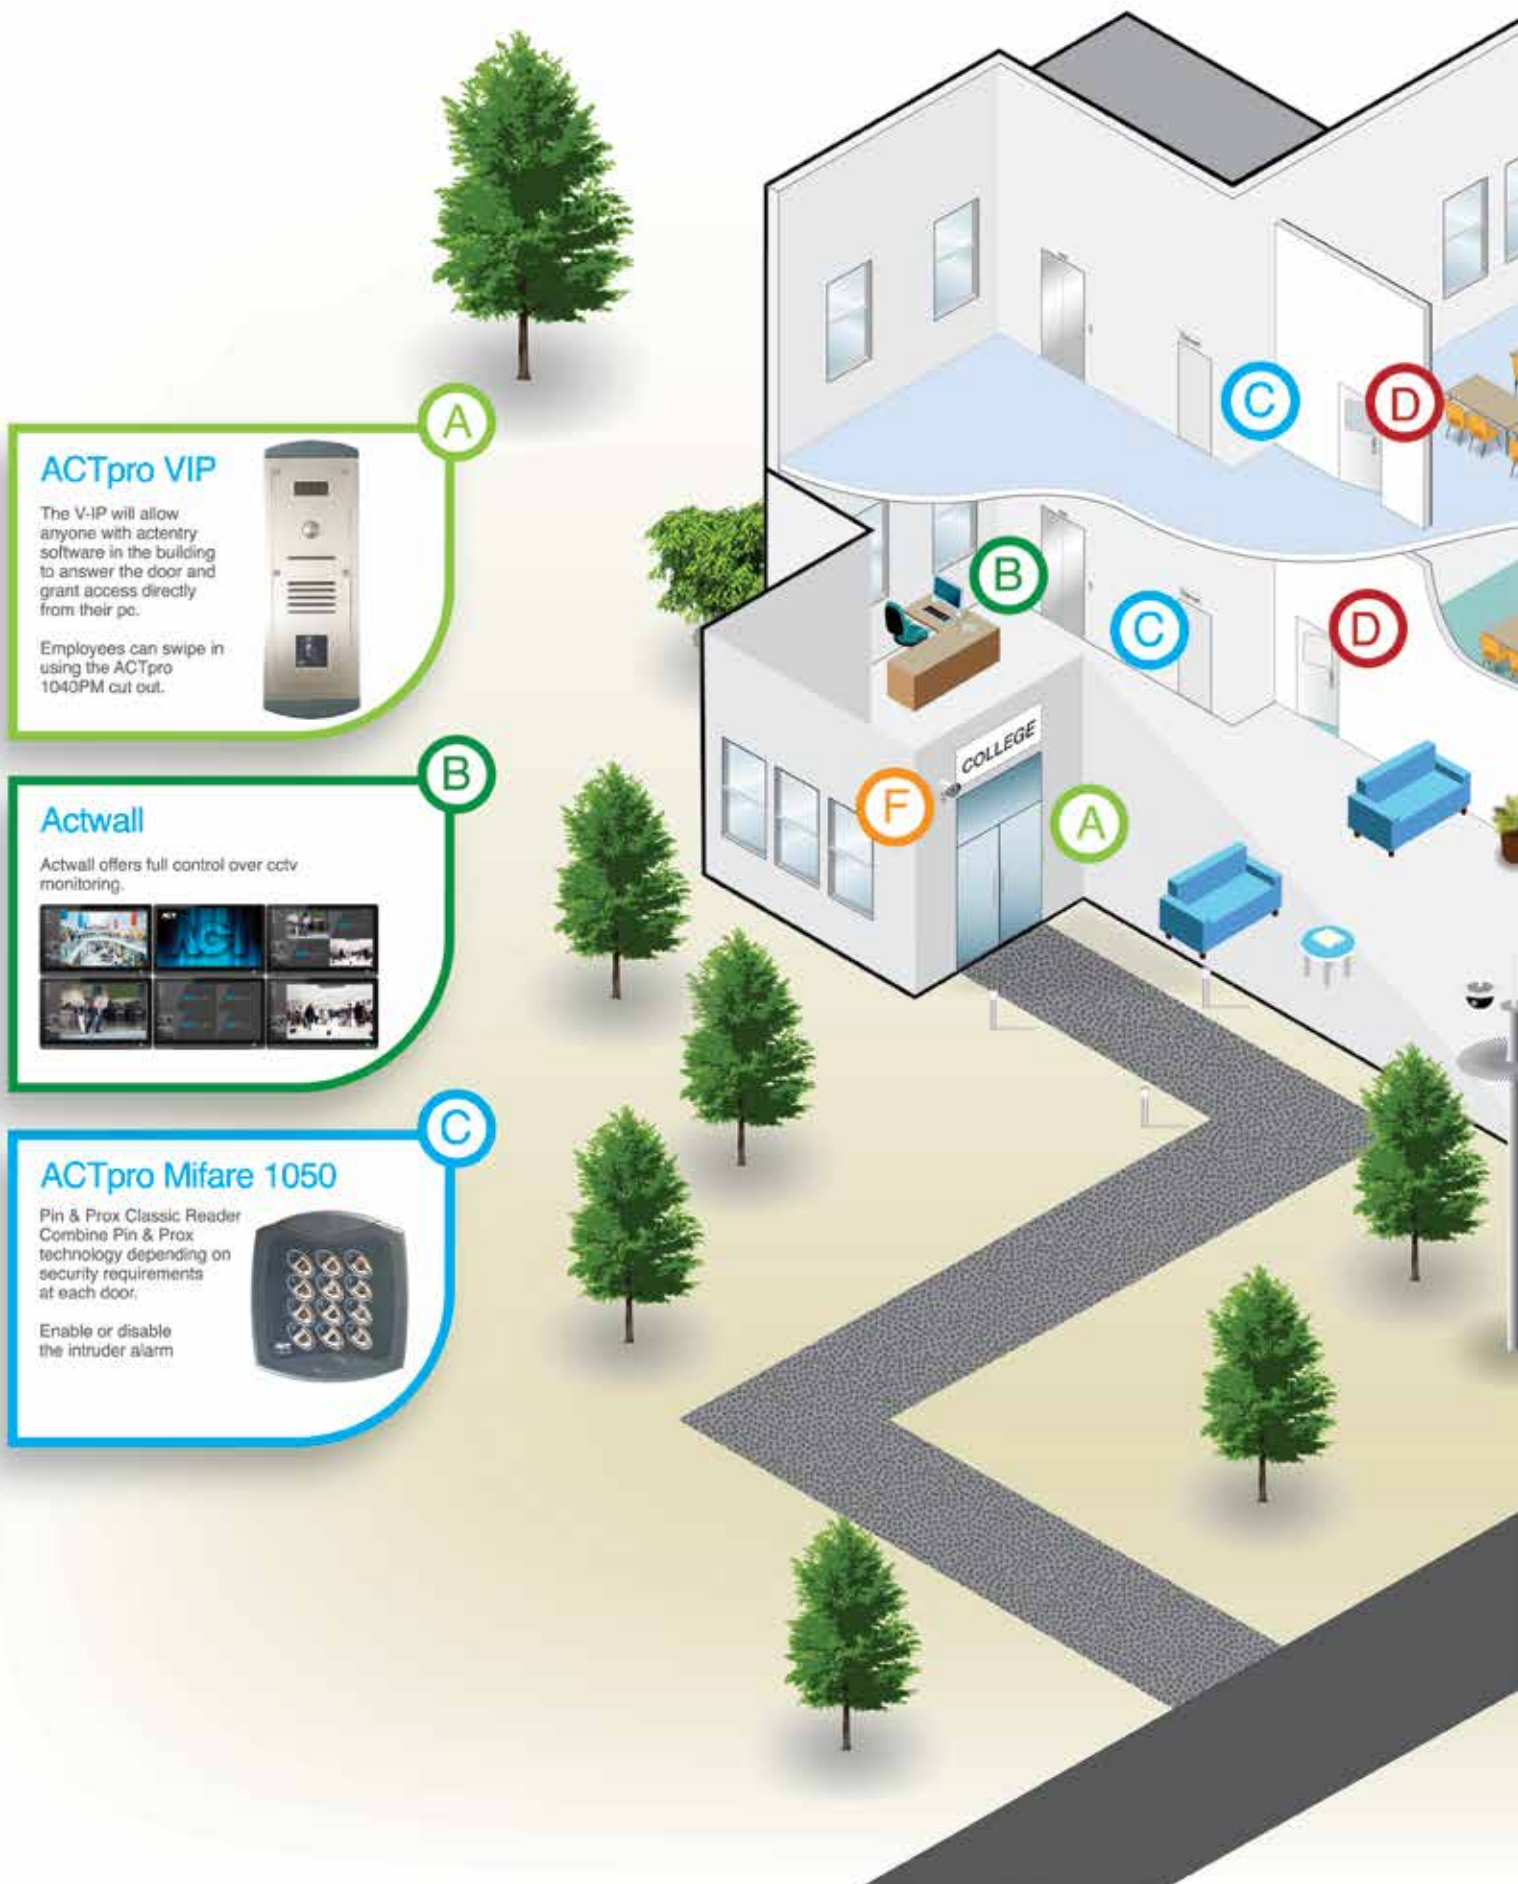 A
ACTpro VIP
The V-IP will allow
anyone with actentry
software in the building
to answer the door and
grant access directly
from their pc.
Employees can swipe in
using the ACTpro
1040PM cut out.
B
Actwall
Actwall offers full control over cctv
monitoring.
ACT
C
ACTpro Mifare 1050
Pin & Prox Classic Reader
Combine Pin & Prox
technology depending on
security requirements
at each door.
Enable or disable
the intruder alarm
C
D
B
C
D
COLLEGE
F
A